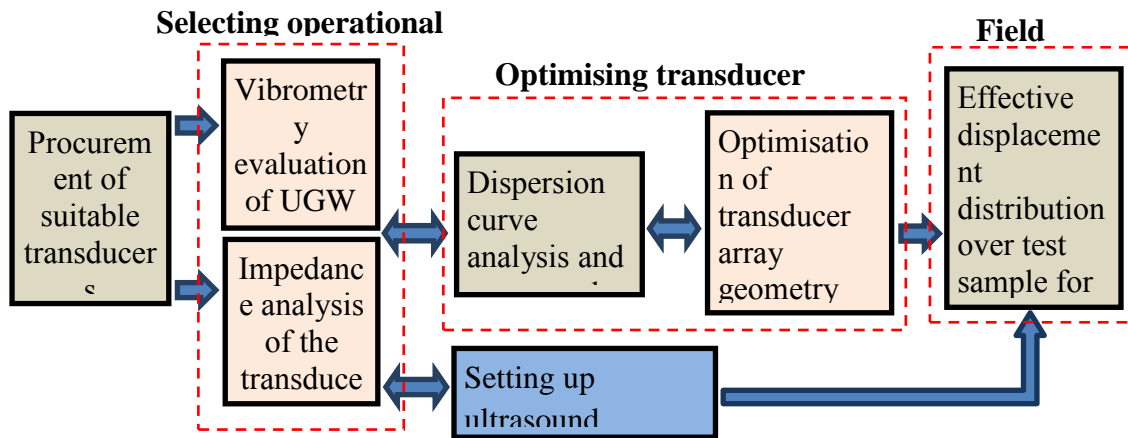 Selecting operational
Field
Optimising transducer
Procurem
ent of
suitable
transducer
s
Vibrometr
y
evaluation
of UGW
Impedanc
e analysis
of the
transduce
Dispersion
curve
analysis and
Optimisatio
n of
transducer
array
geometry
Effective
displaceme
nt
distribution
over test
sample for
Setting up
ultrasound